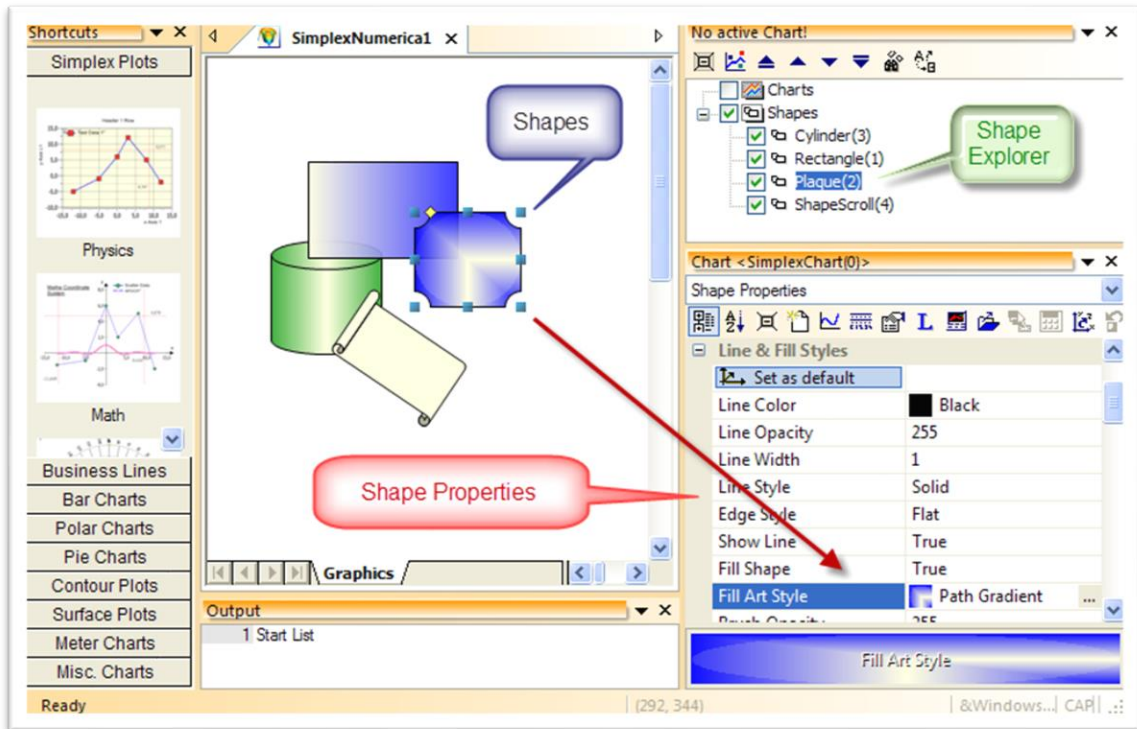 Shortcuts
Simplex Plots
Physics
Math
Business Lines
Bar Charts
Polar Charts
Pie Charts
Contour Plots
Surface Plots
Meter Charts
Misc. Charts
SimplexNumerica1
Shapes
Shape Properties
Graphics
Output
1 Start List
No active Chart!
Charts
Shapes
Cylinder(3)
Rectangle(1)
Plaque(2)
ShapeScroll(4)
Shape
Explorer
Chart <SimplexChart(0)>
Shape Properties
Line & Fill Styles
Set as default
Line Color Black
Line Opacity 255
Line Width 1
Line Style Solid
Edge Style Flat
Show Line True
Fill Shape True
Fill Art Style Path Gradient ...
Brush Opacity 255
Fill Art Style
Ready (292, 344) &Windows... CAP